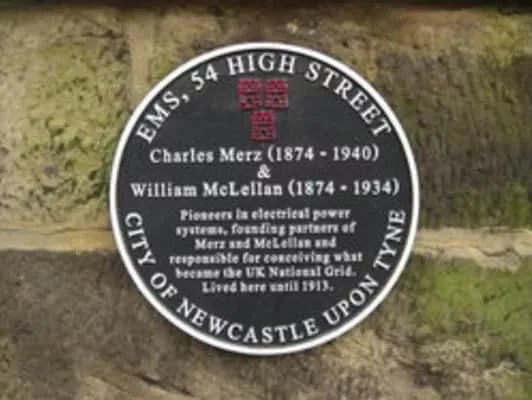 EMS, 54 HIGH STREET
Charles Merz (1874 - 1940)
&
William McLellan (1874 - 1934)
Pioneers in electrical power
systems, founding partners of
Merz and McLellan and
responsible for conceiving what
became the UK National Grid.
Lived here until 1913.
CITY OF NEWCASTLE UPON TYNE